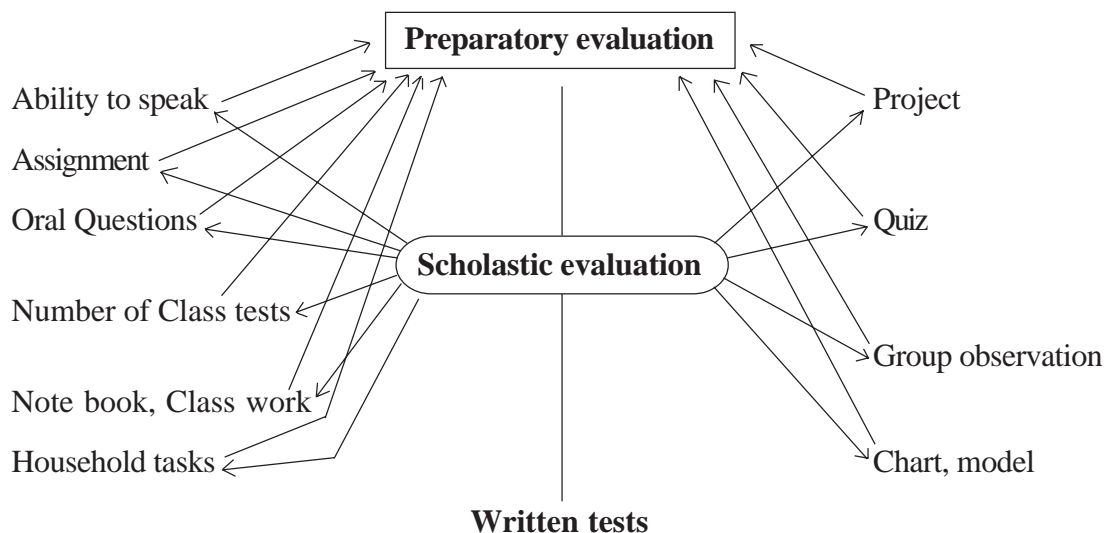 Preparatory evaluation
Ability to speak
Project
Assignment
Oral Questions
Quiz
Scholastic evaluation
Number of Class tests
Group observation
Note book, Class work
Household tasks
Chart, model
Written tests